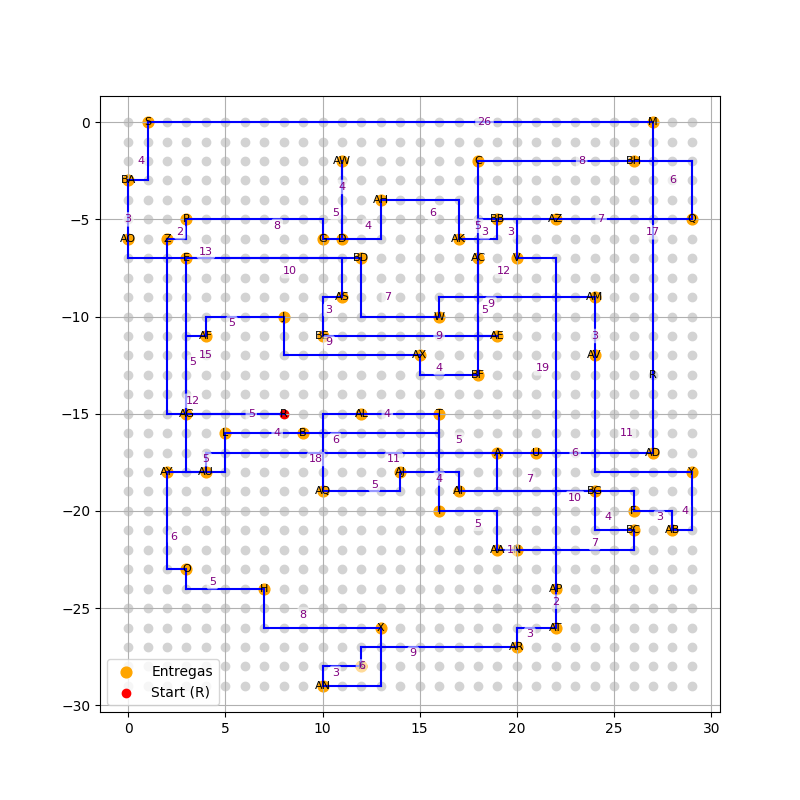 0
S
26
M
4
AW
C
8
BH
BA
4
AH
6
3
5
6
P
8
4
5
BB
AZ
7
Q
−5
2
3
3
17
AO
Z
G
D
AK
13
E
BD
AC
V
10
12
AS
7
AM
9
3
5
−10
5
J
W
AF
BE
9
AE
3
9
15
AX
AV
5
4
19
BF
R
12
−15
AG
5
AL
4
T
L
4
B
6
5
11
5
18
11
A
U
6
AD
AY
AU
AJ
4
7
Y
AQ
5
AI
BG
10
−20
F
4
5
4
3
BC
AB
6
AA
1
N
7
O
5
H
AP
−25
8
2
X
3
AT
9
AR
3
6
AN
Entregas
Start (R)
−30
0
5
10
15
20
25
30